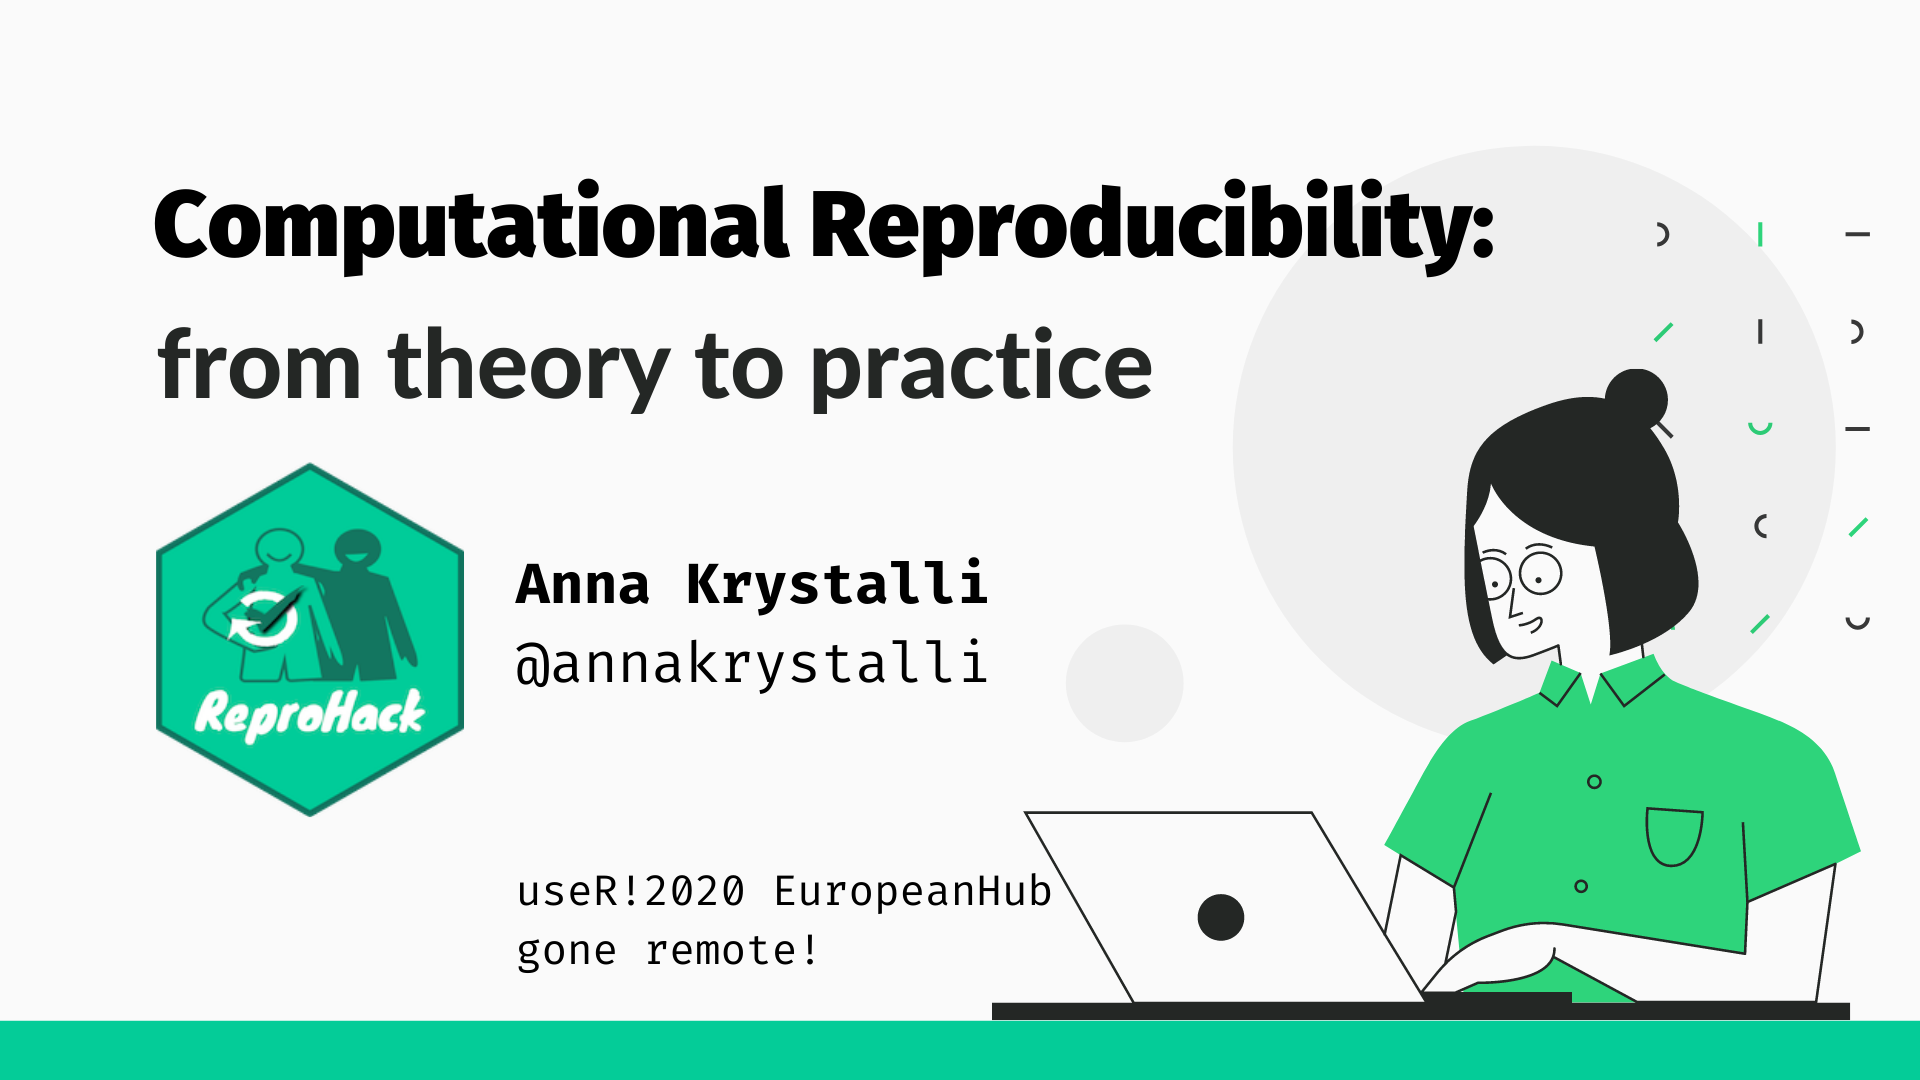 Computational Reproducibility:
from theory to practice
ReproHack
Anna Krystalli
@annakrystalli
useR!2020 EuropeanHub
gone remote!